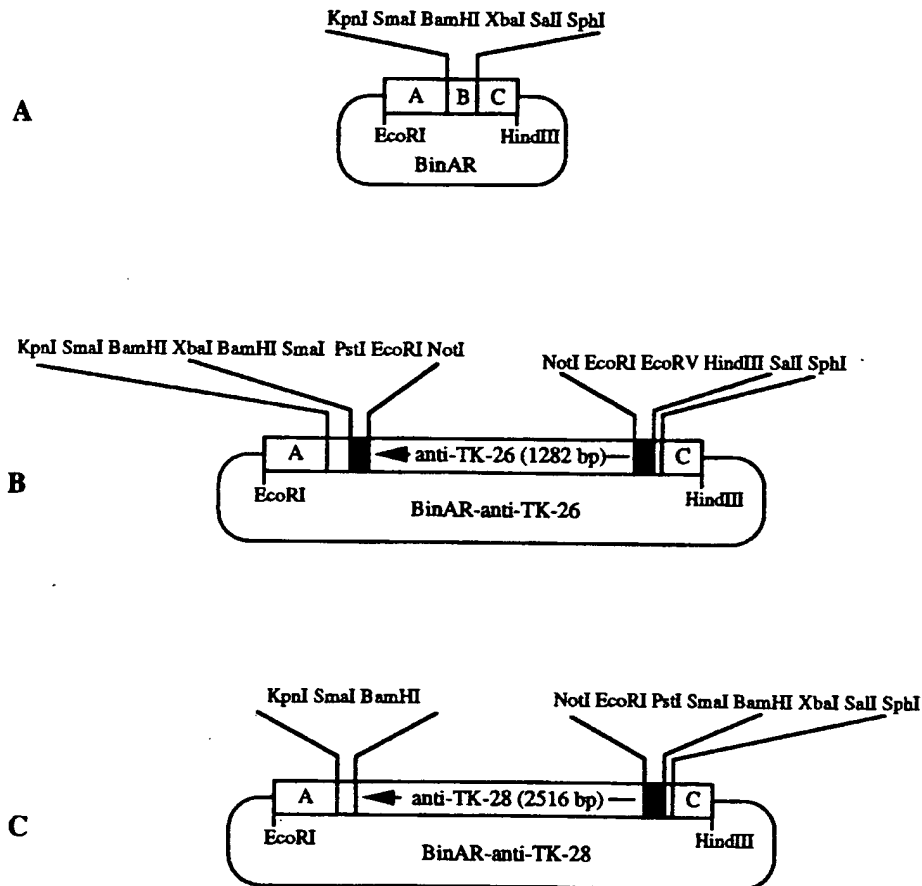 KpnI SmaI BamHI XbaI SalI SphI
A
A B C
EcoRI HindIII
BinAR
KpnI SmaI BamHI XbaI BamHI SmaI PstI EcoRI NotI
NotI EcoRI EcoRV HindIII SalI SphI
B
A anti-TK-26 (1282 bp) C
EcoRI HindIII
BinAR-anti-TK-26
KpnI SmaI BamHI
NotI EcoRI PstI SmaI BamHI XbaI SalI SphI
C
A anti-TK-28 (2516 bp) C
EcoRI HindIII
BinAR-anti-TK-28